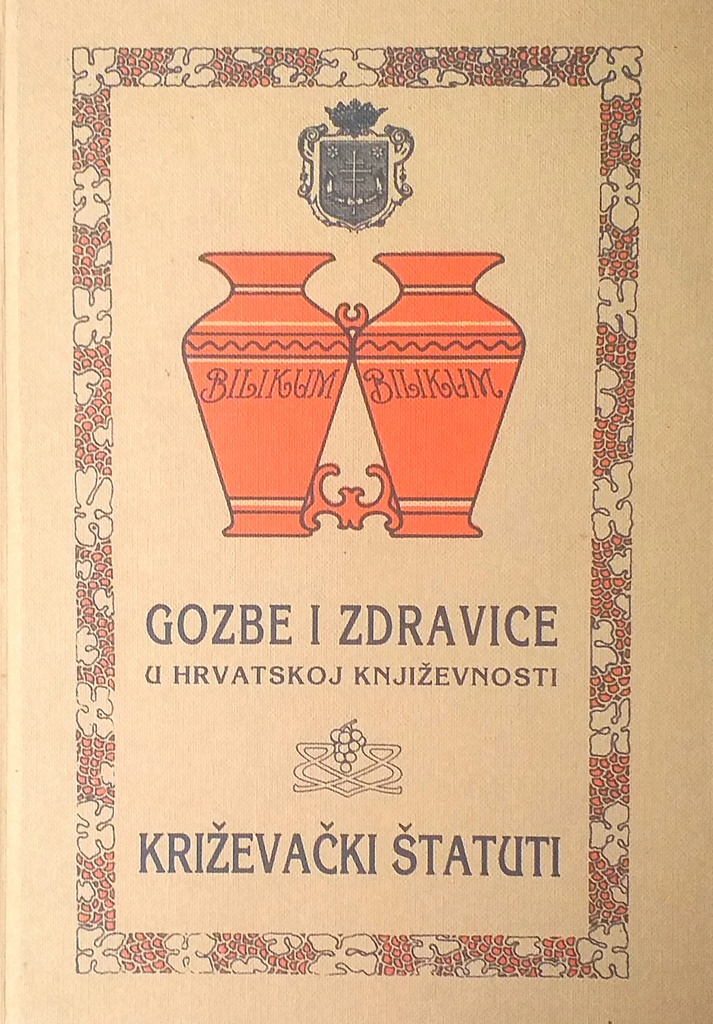 BILIKUM BILIKUM
GOZBE I ZDRAVICE
U HRVATSKOJ KNJIŽEVNOSTI
KRIŽEVAČKI ŠTATUTI